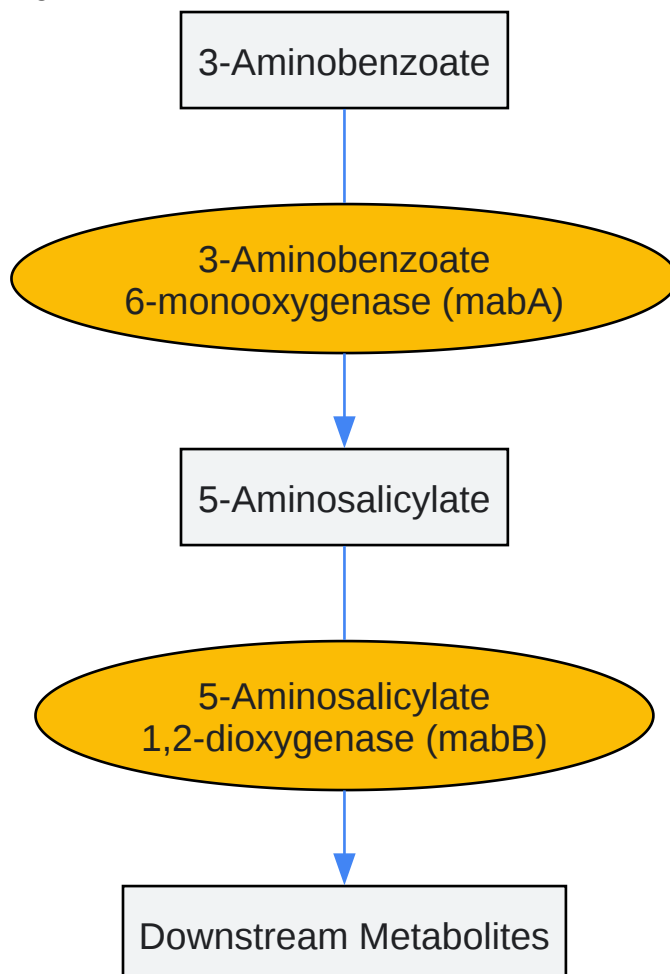 3-Aminobenzoate
3-Aminobenzoate
6-monooxygenase (mabA)
5-Aminosalicylate
5-Aminosalicylate
1,2-dioxygenase (mabB)
Downstream Metabolites